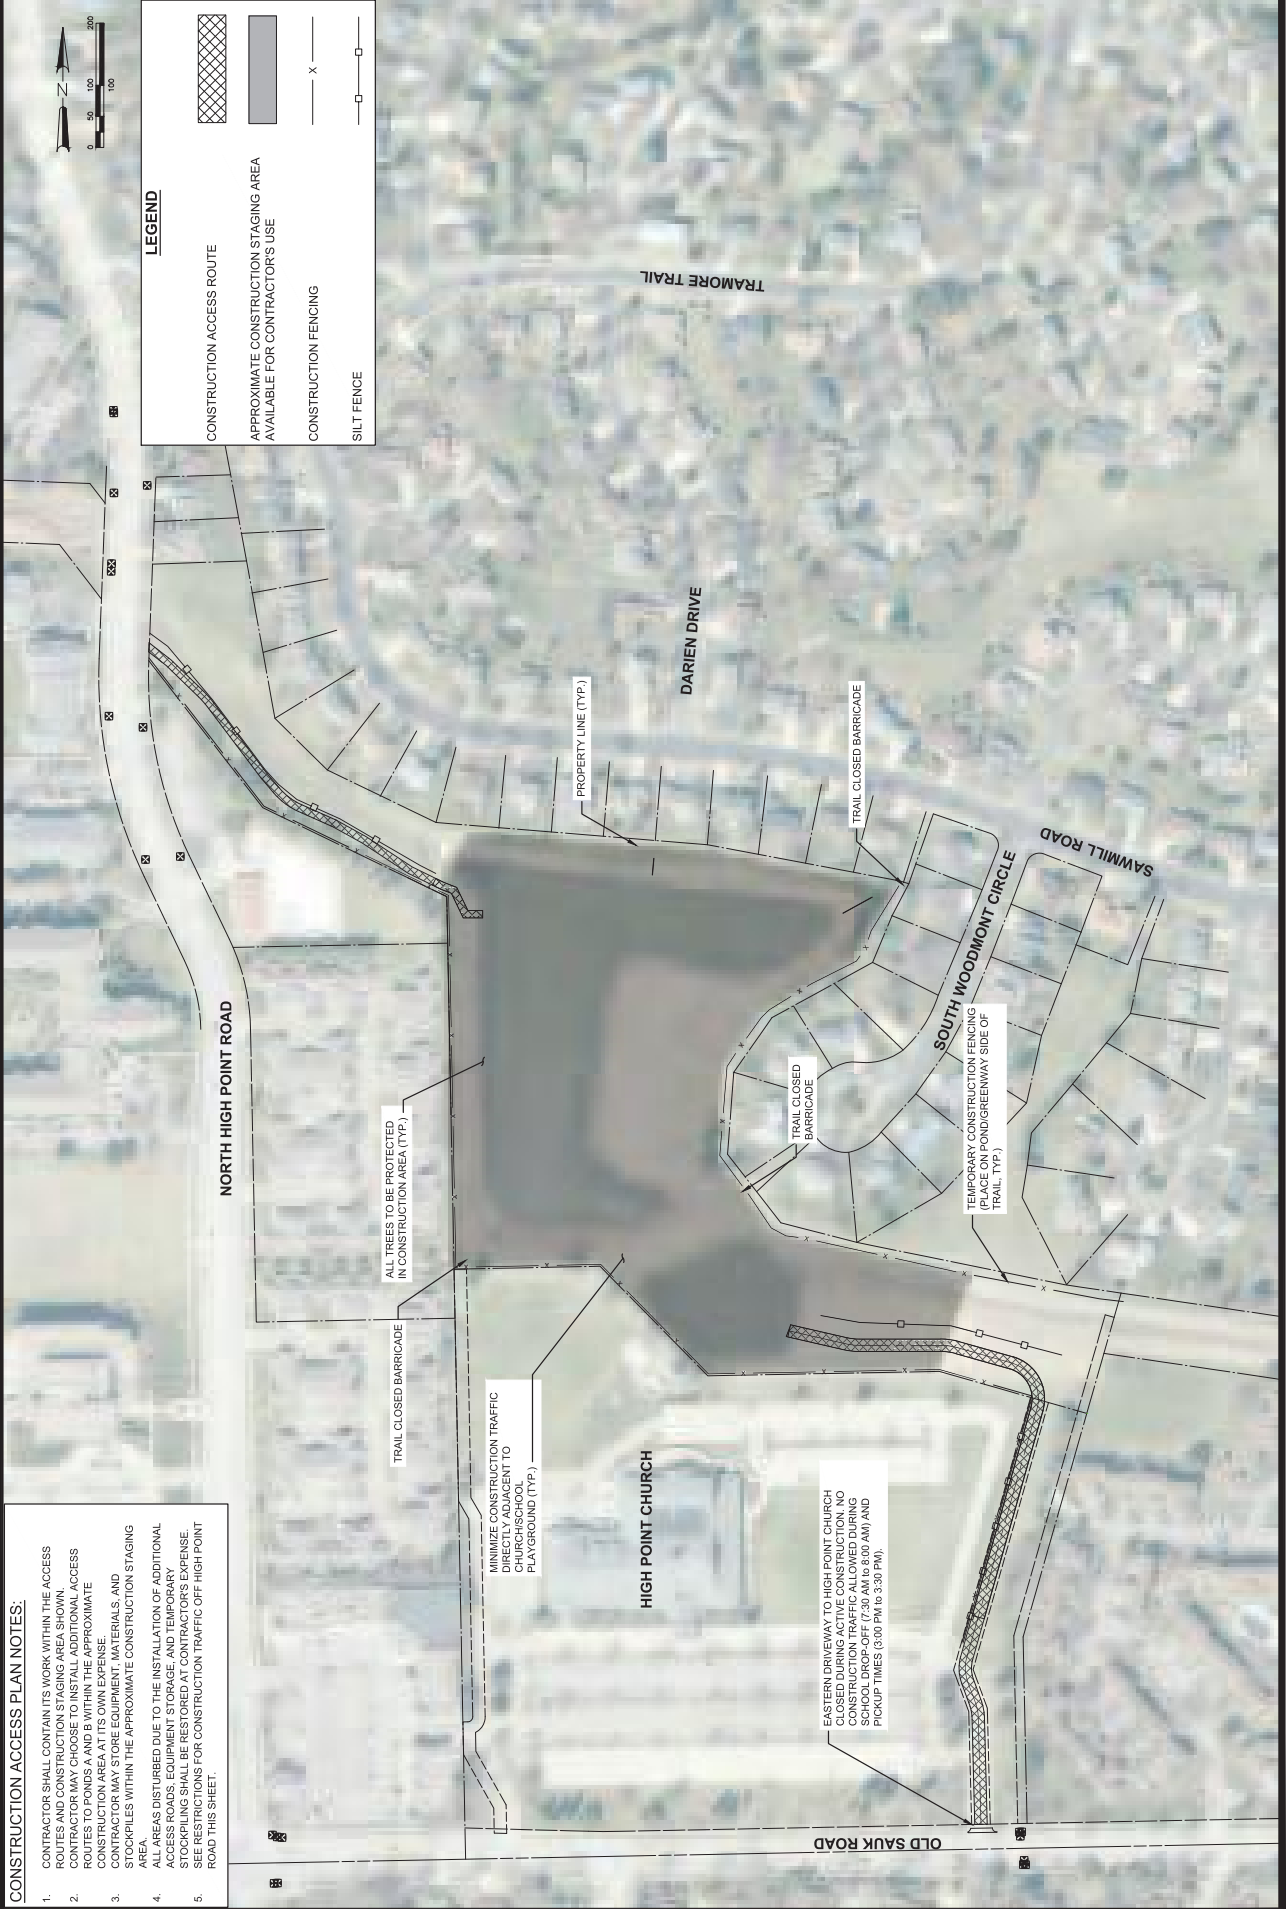 CONSTRUCTION ACCESS PLAN NOTES:
1. CONTRACTOR SHALL CONTAIN ITS WORK WITHIN THE ACCESS
ROUTES AND CONSTRUCTION STAGING AREA SHOWN.
2. CONTRACTOR MAY CHOOSE TO INSTALL ADDITIONAL ACCESS
ROUTES TO PONDS A AND B WITHIN THE APPROXIMATE
CONSTRUCTION AREA AT ITS OWN EXPENSE.
3. CONTRACTOR MAY STORE EQUIPMENT, MATERIALS, AND
STOCKPILES WITHIN THE APPROXIMATE CONSTRUCTION STAGING
AREA.
4. ALL AREAS DISTURBED DUE TO THE INSTALLATION OF ADDITIONAL
ACCESS ROADS, EQUIPMENT STORAGE, AND TEMPORARY
STOCKPILING SHALL BE RESTORED AT CONTRACTOR'S EXPENSE.
5. SEE RESTRICTIONS FOR CONSTRUCTION TRAFFIC OFF HIGH POINT
ROAD THIS SHEET.
N
0 50 100 200
100
LEGEND
CONSTRUCTION ACCESS ROUTE
APPROXIMATE CONSTRUCTION STAGING AREA
AVAILABLE FOR CONTRACTOR'S USE
CONSTRUCTION FENCING
X
SILT FENCE
NORTH HIGH POINT ROAD
TRAIL CLOSED BARRICADE
ALL TREES TO BE PROTECTED
IN CONSTRUCTION AREA (TYP.)
MINIMIZE CONSTRUCTION TRAFFIC
DIRECTLY ADJACENT TO
CHURCH/SCHOOL
PLAYGROUND (TYP.)
PROPERTY LINE (TYP.)
TRAMORE TRAIL
DARIEN DRIVE
HIGH POINT CHURCH
TRAIL CLOSED
BARRICADE
TRAIL CLOSED BARRICADE
EASTERN DRIVEWAY TO HIGH POINT CHURCH
CLOSED DURING ACTIVE CONSTRUCTION. NO
CONSTRUCTION TRAFFIC ALLOWED DURING
SCHOOL DROP-OFF (7:30 AM to 8:00 AM) AND
PICKUP TIMES (3:00 PM to 3:30 PM).
OLD SAUK ROAD
TEMPORARY CONSTRUCTION FENCING
(PLACE ON POND/GREENWAY SIDE OF
TRAIL, TYP.)
SOUTH WOODMONT CIRCLE
SAWMILL ROAD